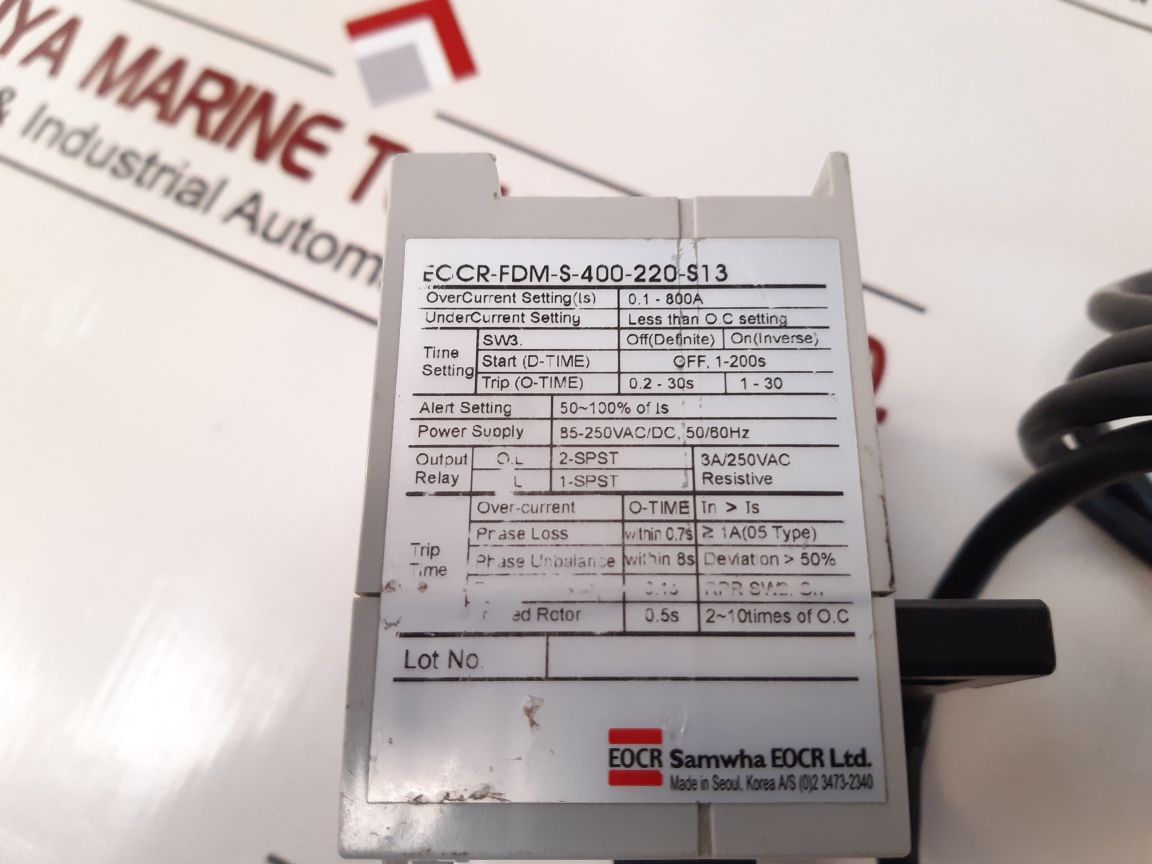 IYA MARINE T
& Industrial Autom
EOCR-FDM-S-400-220-S13
OverCurrent Setting(Is) 0.1 - 800A
UnderCurrent Setting Less than O.C setting
Time Setting SW3. Off(Definite) On(Inverse)
Start (D-TIME) OFF, 1-200s
Trip (O-TIME) 0.2 - 30s 1 - 30
Alert Setting 50~100% of Is
Power Supply 85-250VAC/DC, 50/60Hz
Output Relay O.L 2-SPST 3A/250VAC
L 1-SPST Resistive
Trip Time Over-current O-TIME In > Is
Phase Loss within 0.7s ≥ 1A(05 Type)
Phase Unbalance within 8s Deviation > 50%
0.1s RPR SW2:
ed Rotor 0.5s 2~10times of O.C
Lot No.
EOCR Samwha EOCR Ltd.
Made in Seoul, Korea A/S (0)2 3473-2340